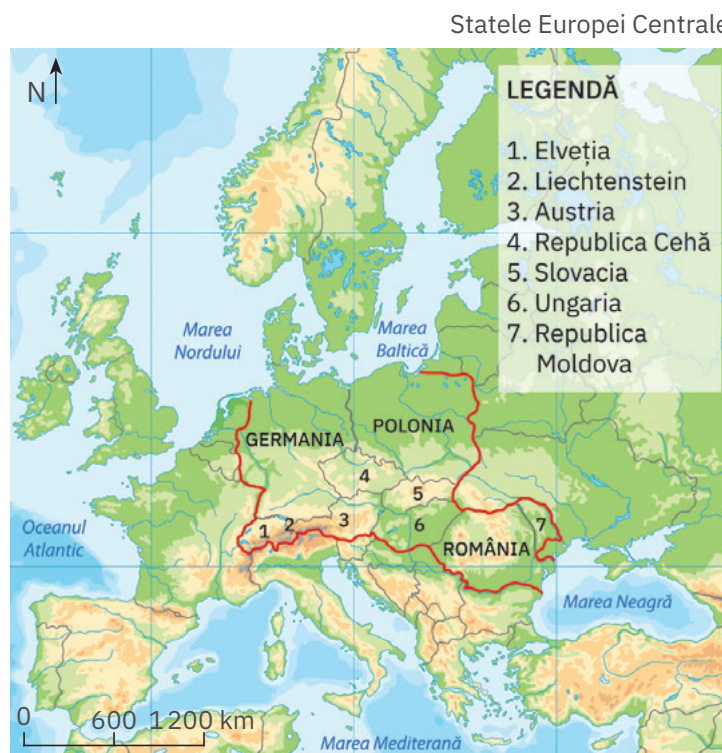 Statele Europei Centrale
N
LEGENDĂ
1. Elveția
2. Liechtenstein
3. Austria
4. Republica Cehă
5. Slovacia
6. Ungaria
7. Republica
Moldova
Marea
Nordului
Marea
Baltică
GERMANIA
POLONIA
4
5
Oceanul
Atlantic
1
2
3
6
7
ROMÂNIA
Marea Neagră
0
600
1200 km
Marea Mediterană